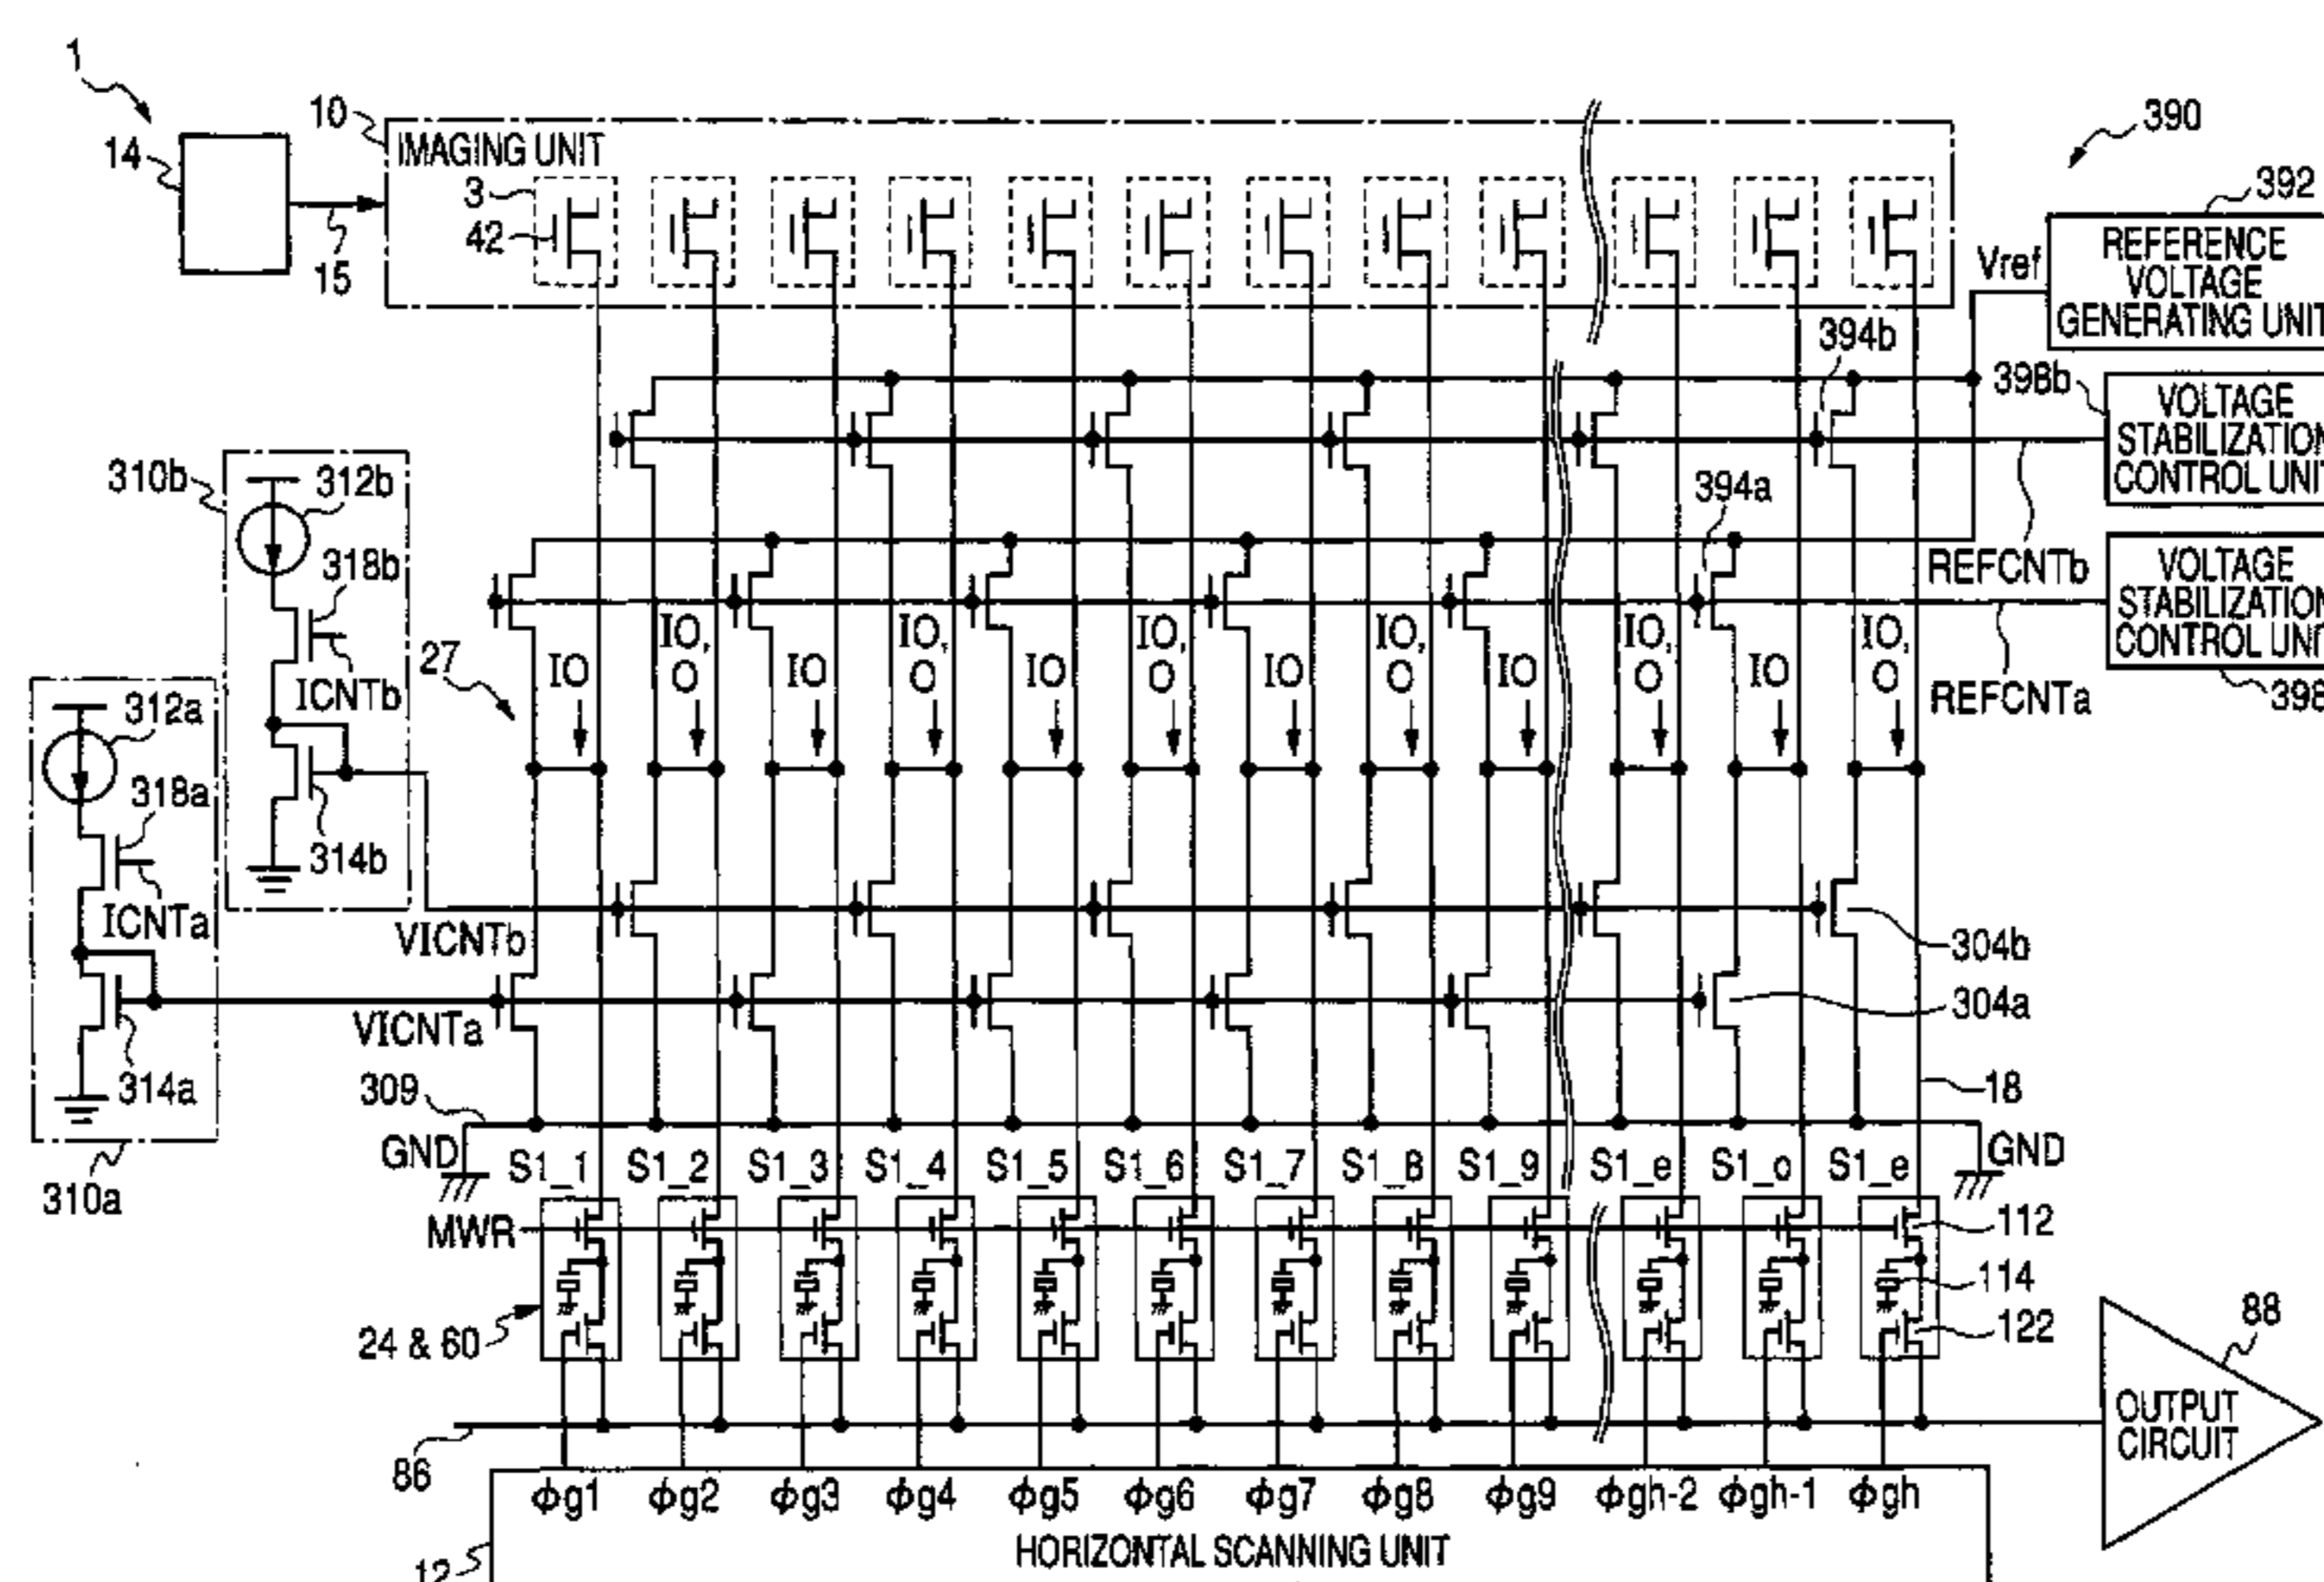 1
14
15
10
IMAGING UNIT
3
42
390
392
REFERENCE
VOLTAGE
GENERATING UNIT
Vref
394b
398b
VOLTAGE
STABILIZATION
CONTROL UNIT
394a
REFCNTb
VOLTAGE
STABILIZATION
CONTROL UNIT
398
REFCNTa
310b
312b
318b
ICNTb
314b
312a
318a
ICNTa
314a
310a
27
IO
IO, O
IO
IO, O
IO
IO, O
IO
IO, O
IO
IO, O
IO
IO, O
VICNTb
VICNTa
304b
304a
309
18
GND
GND
S1_1
S1_2
S1_3
S1_4
S1_5
S1_6
S1_7
S1_8
S1_9
S1_e
S1_o
S1_e
MWR
112
114
122
24 & 60
88
OUTPUT
CIRCUIT
86
Φg1
Φg2
Φg3
Φg4
Φg5
Φg6
Φg7
Φg8
Φg9
Φgh-2
Φgh-1
Φgh
HORIZONTAL SCANNING UNIT
12